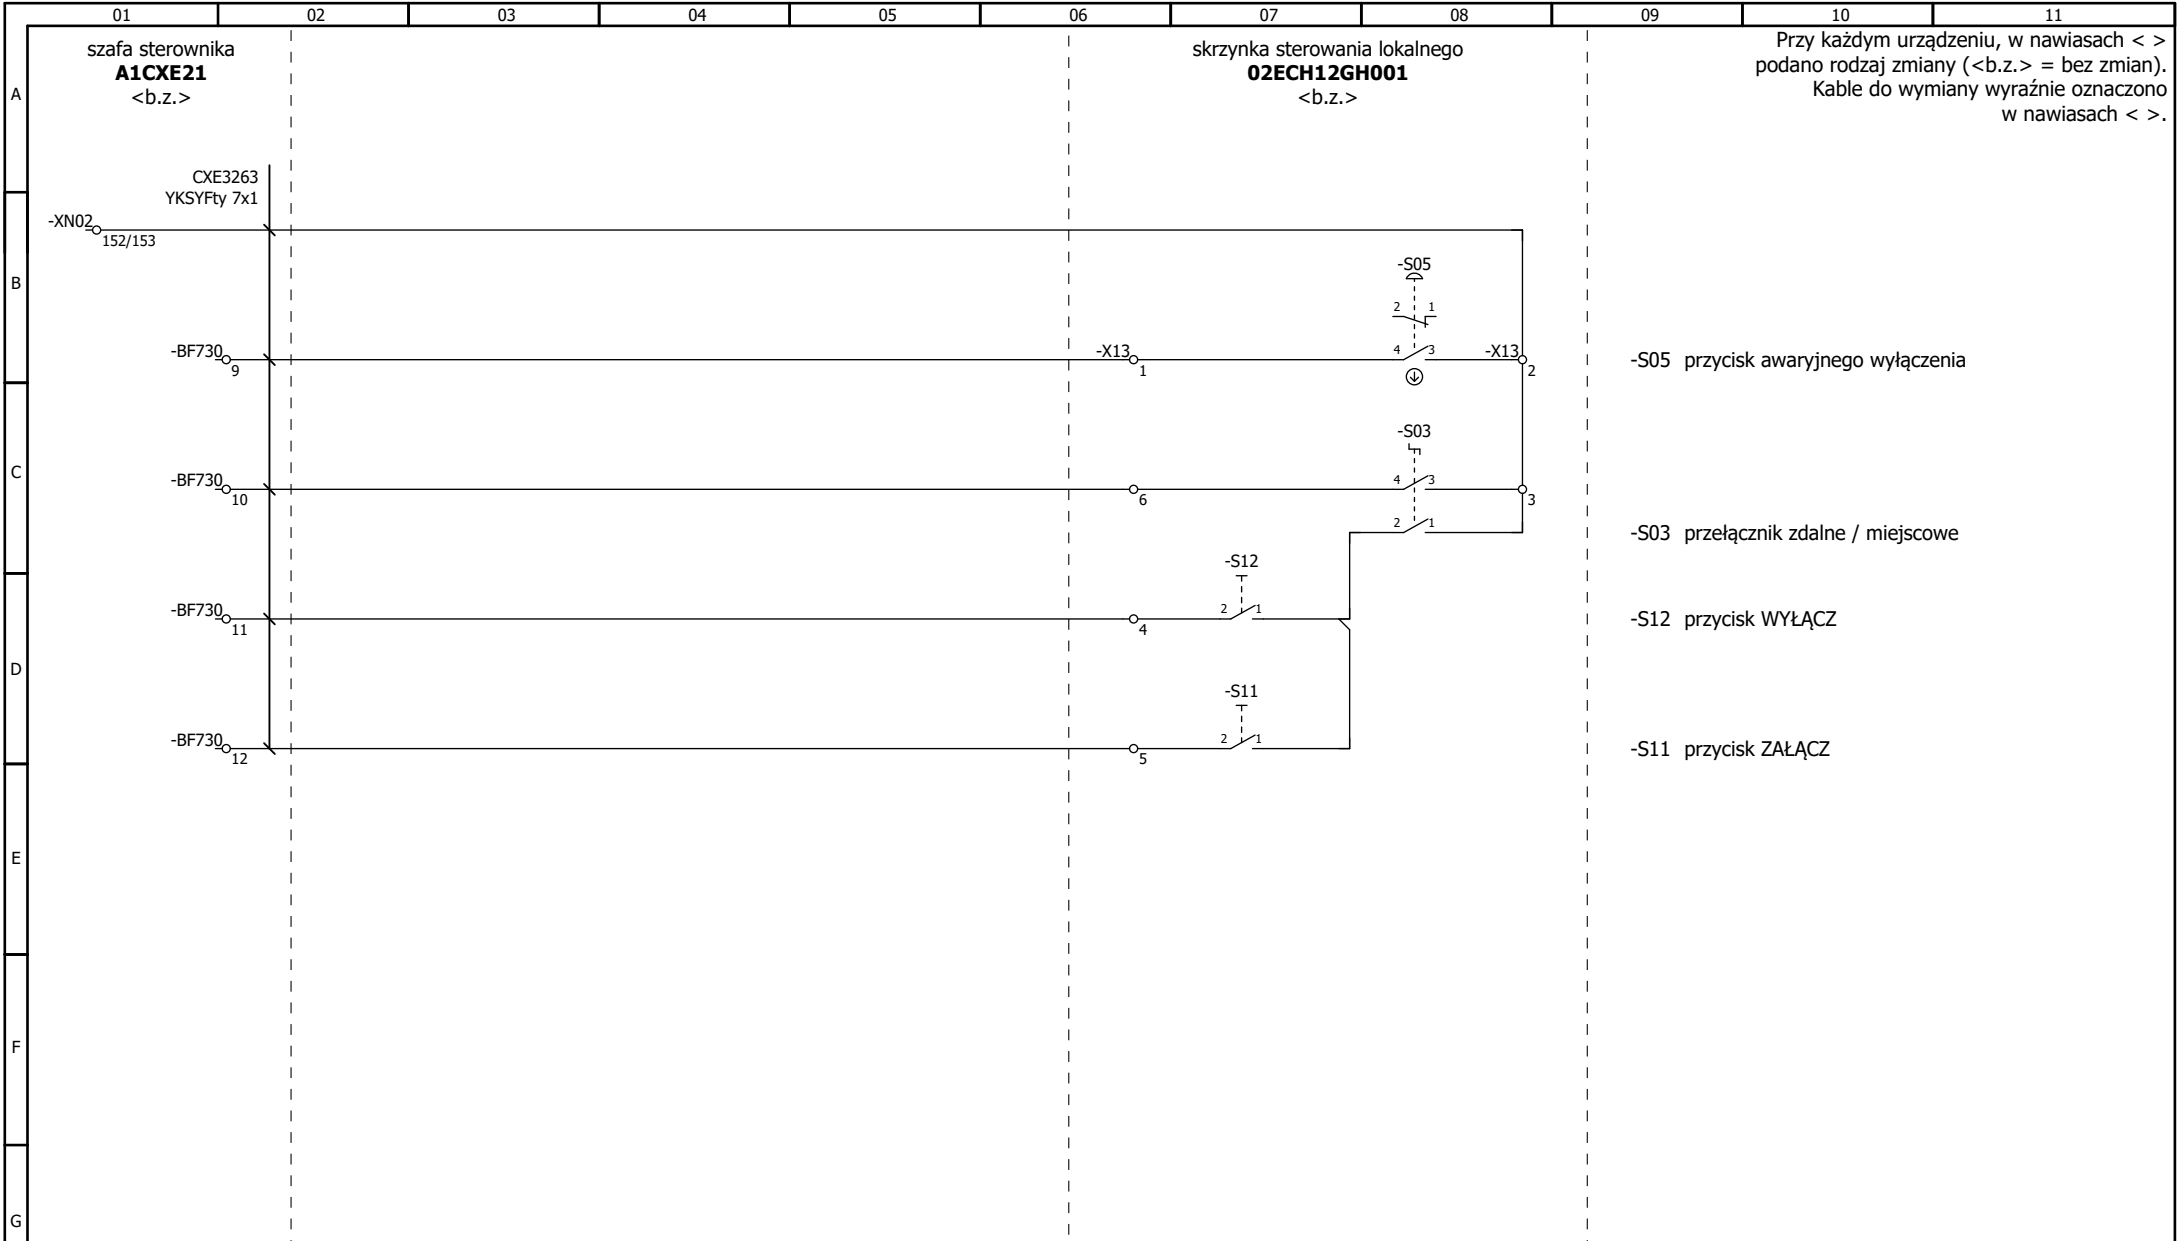 01 02 03 04 05 06 07 08 09 10 11
szafa sterownika
A1CXE21
<b.z.>
skrzynka sterowania lokalnego
02ECH12GH001
<b.z.>
Przy każdym urządzeniu, w nawiasach < >
podano rodzaj zmiany (<b.z.> = bez zmian).
Kable do wymiany wyraźnie oznaczono
w nawiasach < >.
A
CXE3263
YKSYFty 7x1
-XN02
152/153
B
-S05
2 1
-BF730
9
-X13
1
4 3
-X13
2
-S05 przycisk awaryjnego wyłączenia
-S03
C
-BF730
10
6
4 3
3
2 1
-S03 przełącznik zdalne / miejscowe
-S12
-BF730
11
4
2 1
-S12 przycisk WYŁĄCZ
D
-S11
-BF730
12
5
2 1
-S11 przycisk ZAŁĄCZ
E
F
G